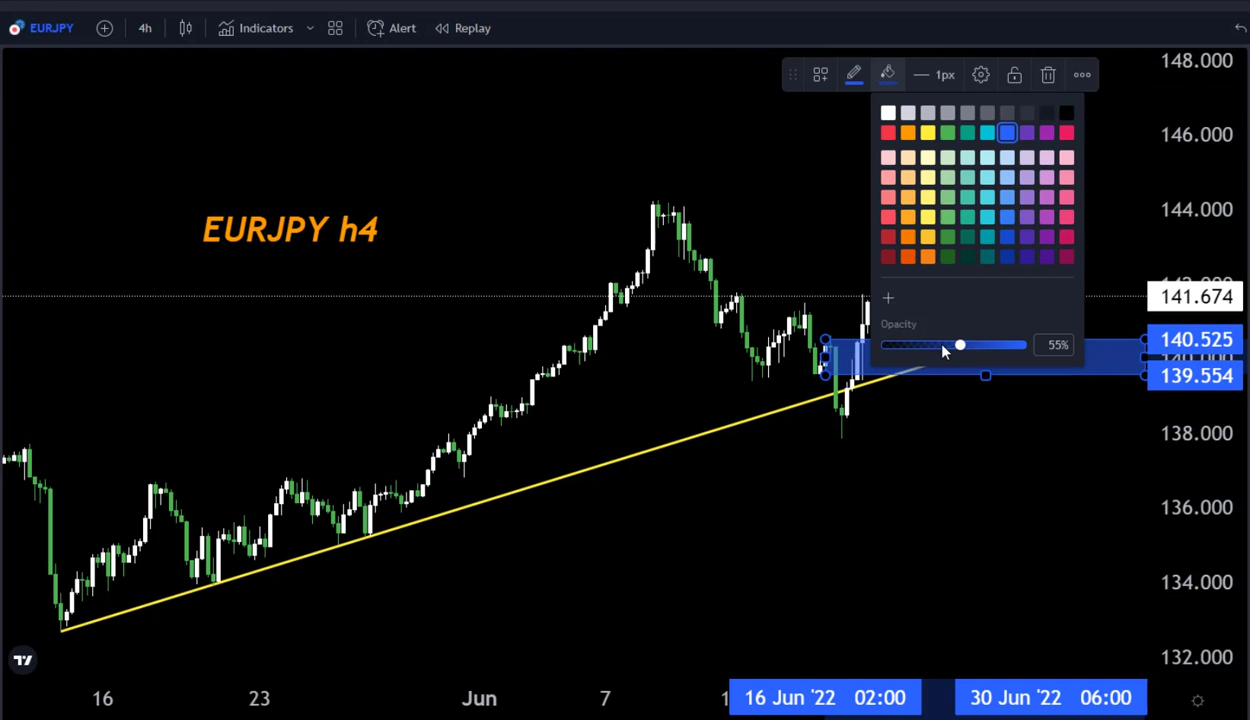 EURJPY 4h Indicators Alert Replay
148.000
1px
146.000
EURJPY h4
144.000
141.674
Opacity
55%
140.525
139.554
138.000
136.000
134.000
132.000
16 23 Jun 7 16 Jun '22 02:00 30 Jun '22 06:00